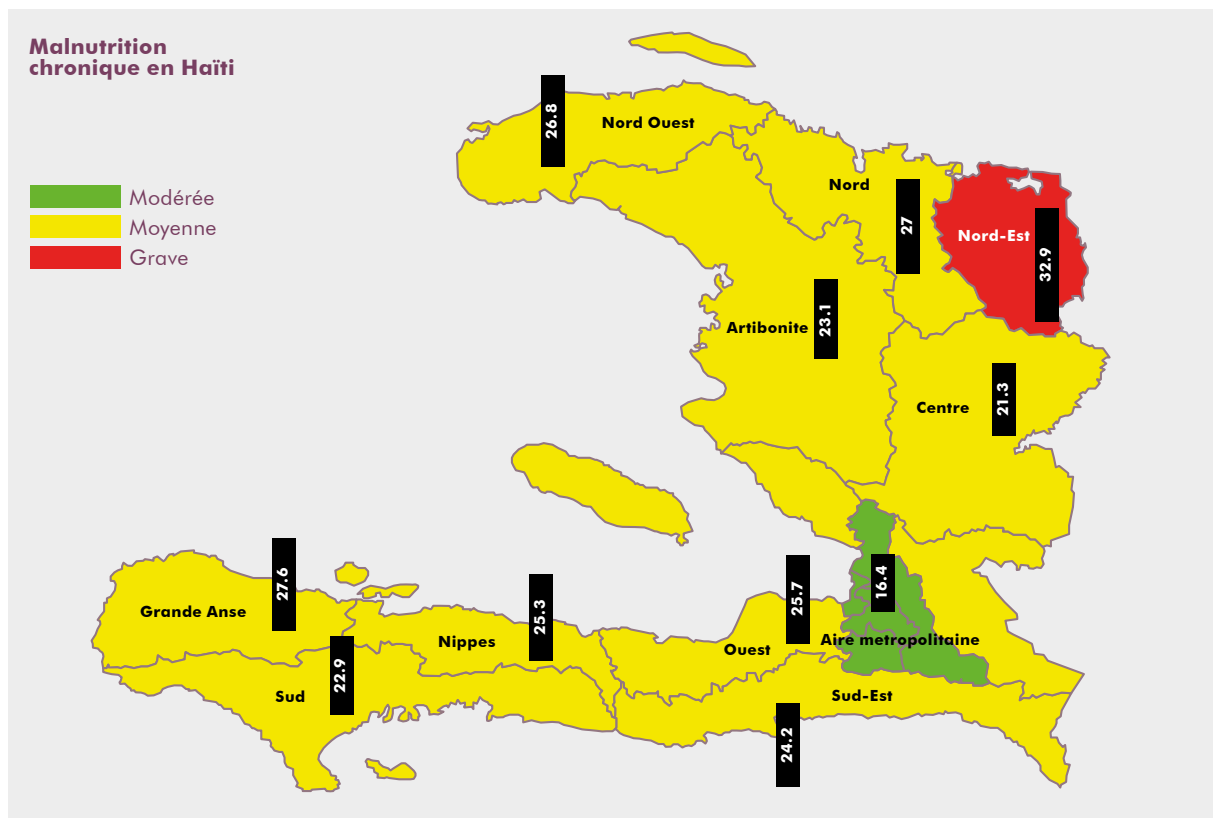 Malnutrition
chronique en Haïti
Modérée
Moyenne
Grave
26.8
Nord Ouest
Nord
27
Nord-Est
32.9
Artibonite
23.1
Centre
21.3
16.4
Aire metropolitaine
Grande Anse
27.6
Nippes
25.3
Ouest
25.7
Sud
22.9
Sud-Est
24.2